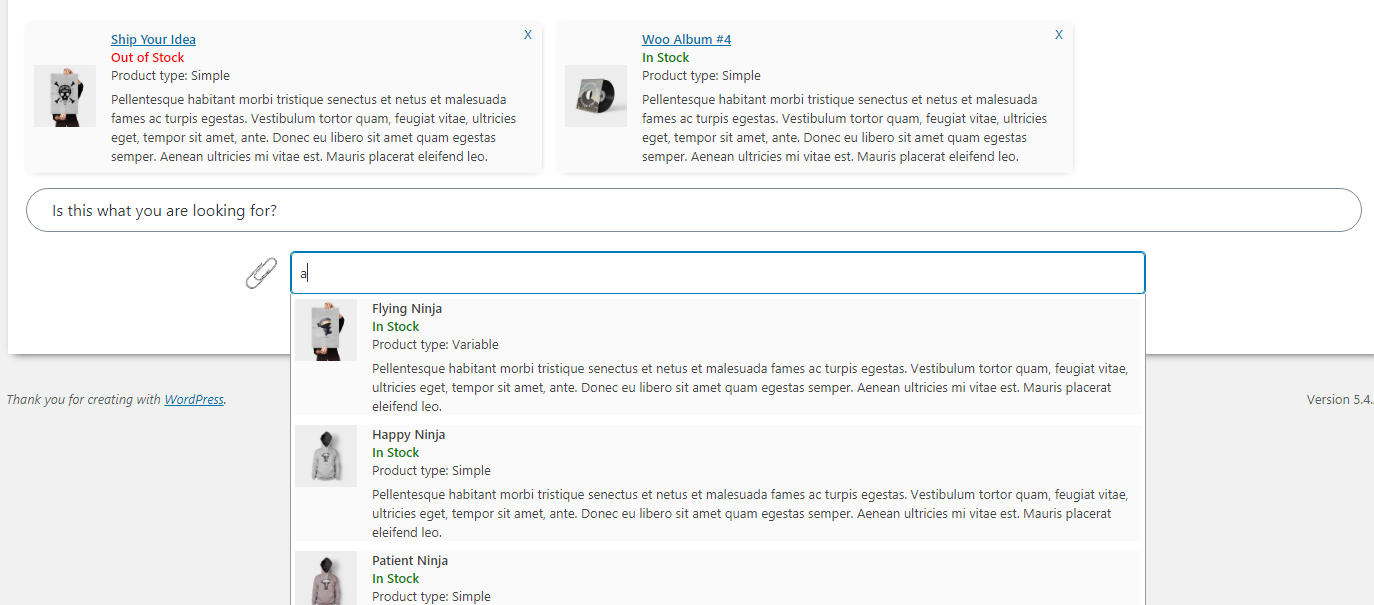 Ship Your Idea
X
Out of Stock
Product type: Simple
Pellentesque habitant morbi tristique senectus et netus et malesuada
fames ac turpis egestas. Vestibulum tortor quam, feugiat vitae, ultricies
eget, tempor sit amet, ante. Donec eu libero sit amet quam egestas
semper. Aenean ultricies mi vitae est. Mauris placerat eleifend leo.
Woo Album #4
X
In Stock
Product type: Simple
Pellentesque habitant morbi tristique senectus et netus et malesuada
fames ac turpis egestas. Vestibulum tortor quam, feugiat vitae, ultricies
eget, tempor sit amet, ante. Donec eu libero sit amet quam egestas
semper. Aenean ultricies mi vitae est. Mauris placerat eleifend leo.
Is this what you are looking for?
a
Flying Ninja
In Stock
Product type: Variable
Pellentesque habitant morbi tristique senectus et netus et malesuada fames ac turpis egestas. Vestibulum tortor quam, feugiat vitae,
ultricies eget, tempor sit amet, ante. Donec eu libero sit amet quam egestas semper. Aenean ultricies mi vitae est. Mauris placerat
eleifend leo.
Happy Ninja
In Stock
Product type: Simple
Pellentesque habitant morbi tristique senectus et netus et malesuada fames ac turpis egestas. Vestibulum tortor quam, feugiat vitae,
ultricies eget, tempor sit amet, ante. Donec eu libero sit amet quam egestas semper. Aenean ultricies mi vitae est. Mauris placerat
eleifend leo.
Patient Ninja
In Stock
Product type: Simple
Thank you for creating with WordPress.
Version 5.4.